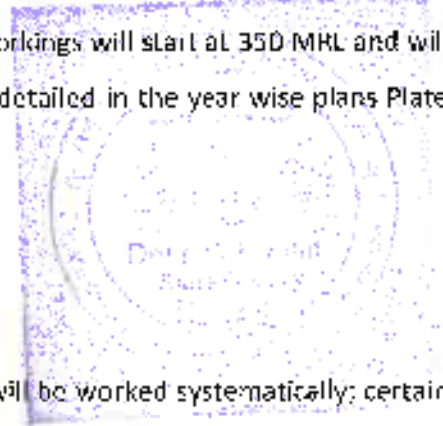 orkings will start at 350 MRL and wil
detailed in the year wise plans Plate
will be worked systematically; certain